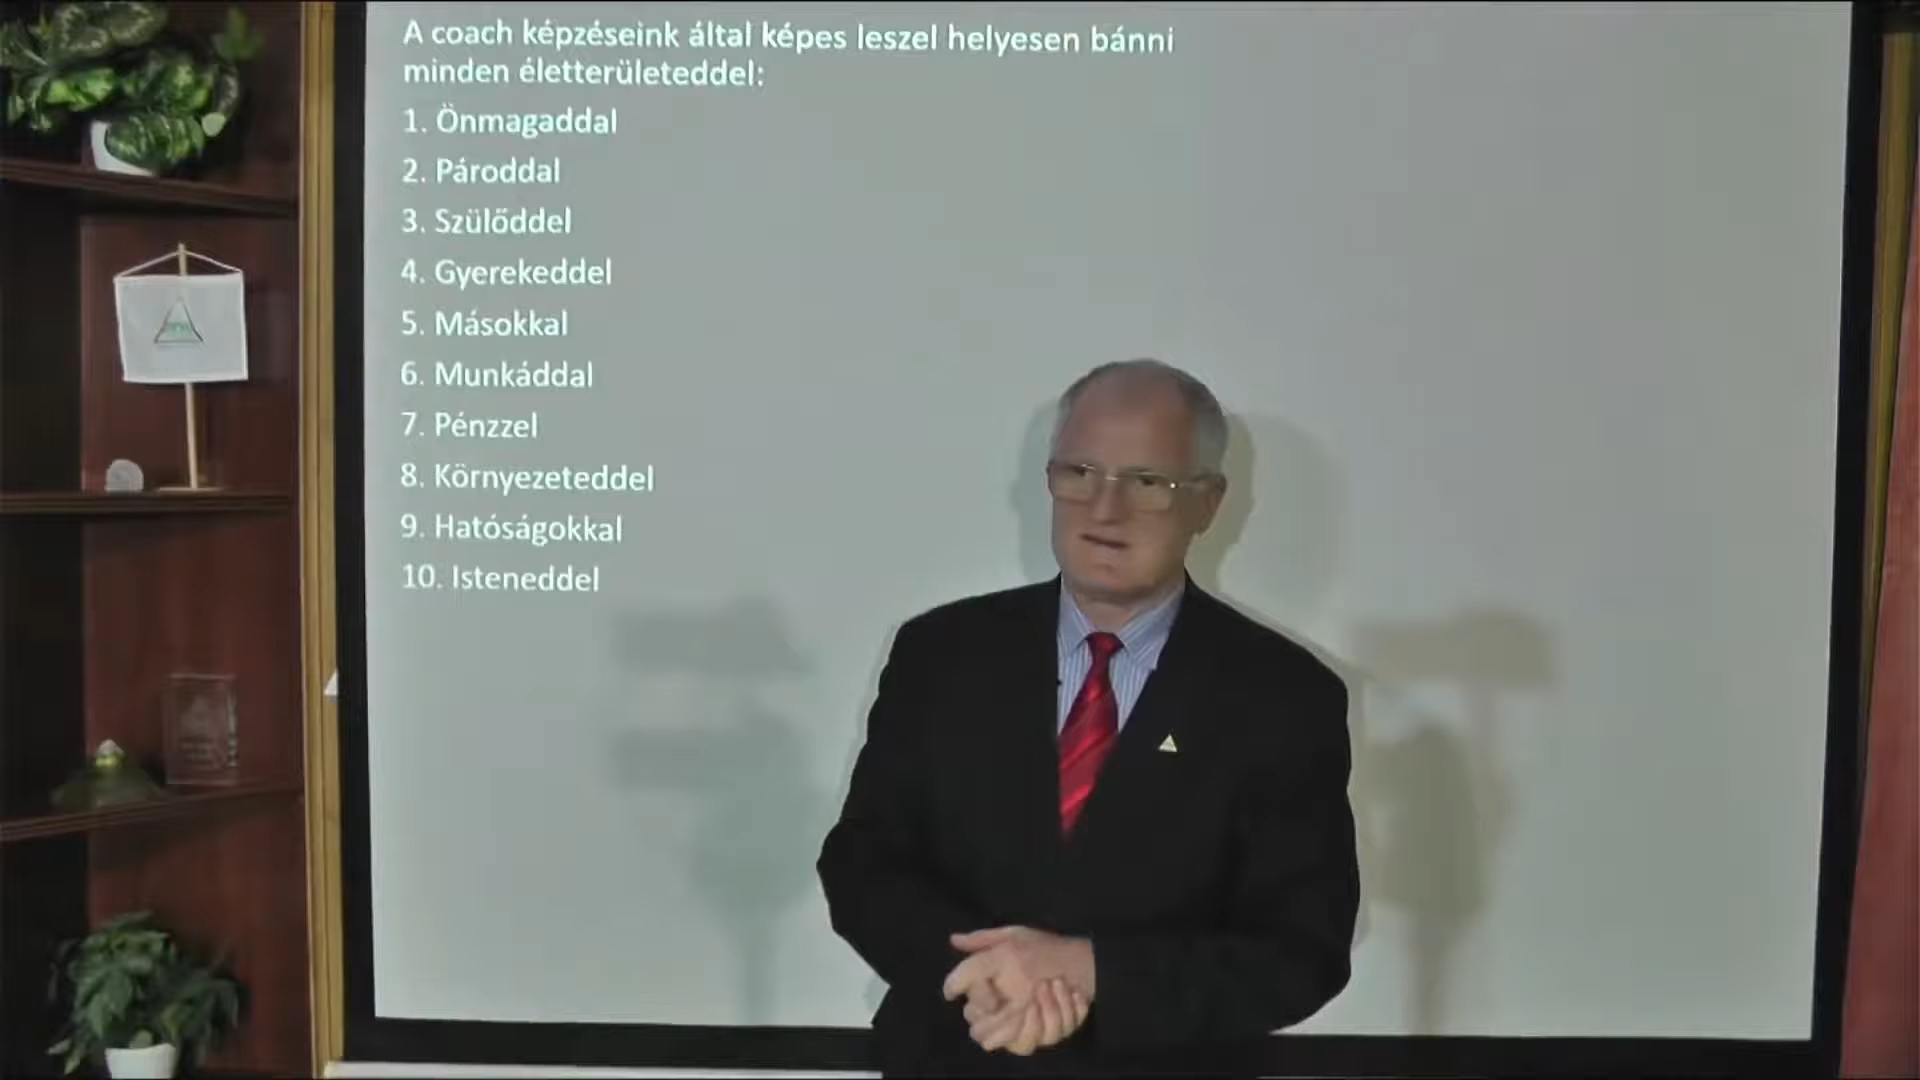 A coach képzéseink által képes leszel helyesen bánni
minden életterületeddel:
1. Önmagaddal
2. Pároddal
3. Szülőddel
4. Gyerekeddel
5. Másokkal
6. Munkáddal
7. Pénzzel
8. Környezeteddel
9. Hatóságokkal
10. Isteneddel